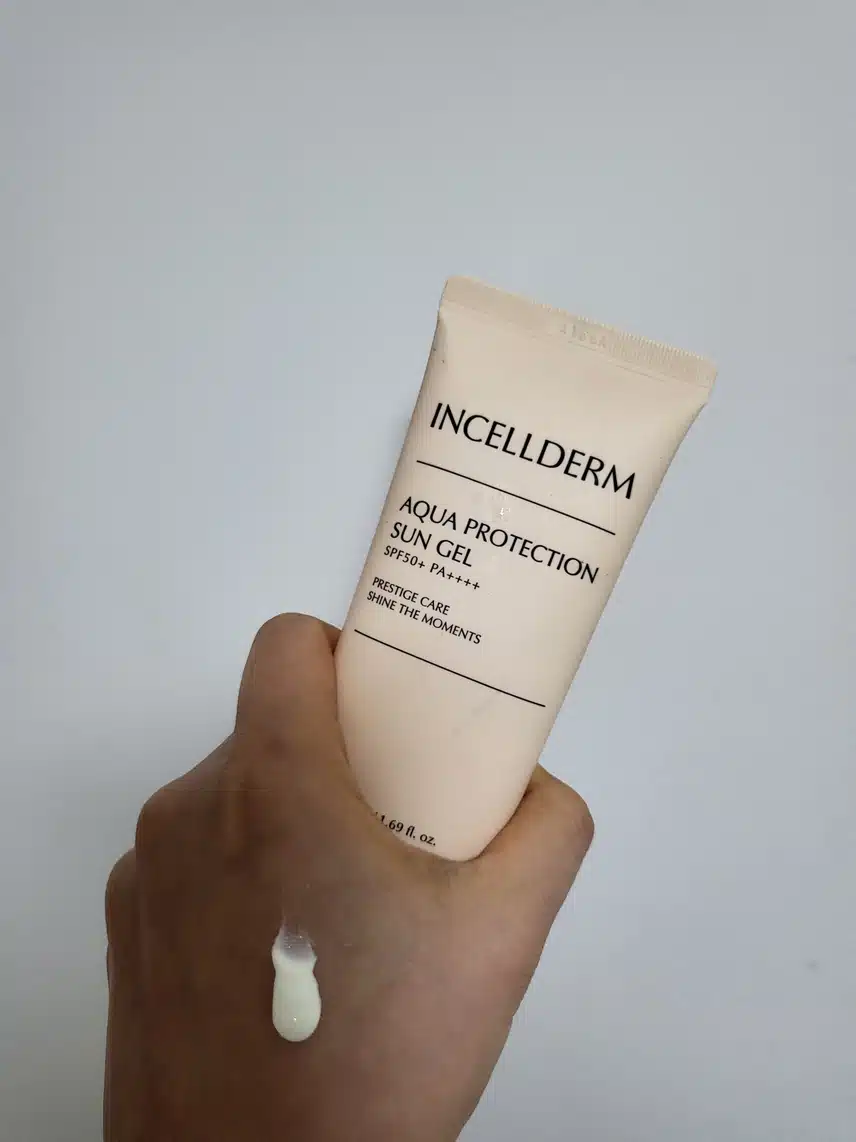 INCELLDERM
AQUA PROTECTION
SUN GEL
SPF50+ PA++++
PRESTIGE CARE
SHINE THE MOMENTS
1.69 fl. oz.